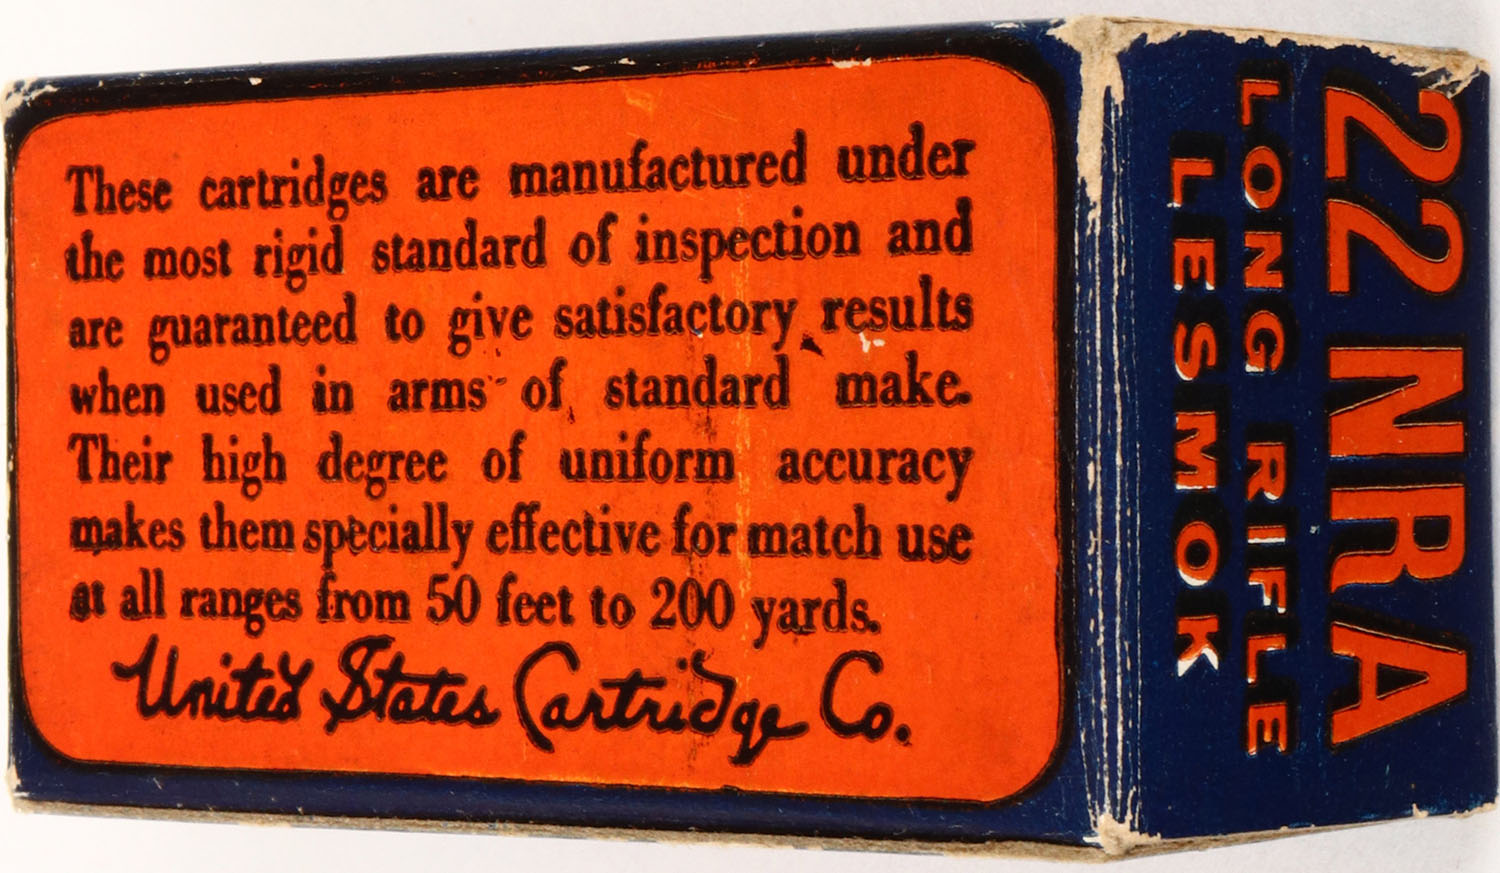 These cartridges are manufactured under
the most rigid standard of inspection and
are guaranteed to give satisfactory results
when used in arms of standard make.
Their high degree of uniform accuracy
makes them specially effective for match use
at all ranges from 50 feet to 200 yards.
United States Cartridge Co.
22 NRA
LONG RIFLE
LESMOK